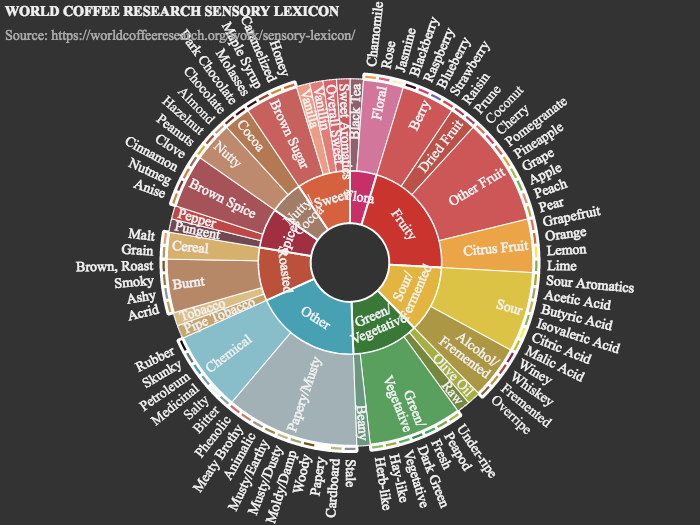 WORLD COFFEE RESEARCH SENSORY LEXICON
Source: https://worldcoffeeresearch.org/work/sensory-lexicon/
Flora
Fruity
Sour/
Fermented
Green/
Vegetative
Other
Roasted
Spices
Nutty
Cocoa
Sweet
Black Tea
Floral
Berry
Dried Fruit
Other Fruit
Citrus Fruit
Sour
Alcohol/
Fermented
Olive Oil
Raw
Green/
Vegetative
Beany
Papery/Musty
Chemical
Pipe Tobacco
Tobacco
Burnt
Cereal
Pungent
Pepper
Brown Spice
Nutty
Cocoa
Brown Sugar
Vanilla
Vanillin
Overall Sweet
Sweet Aromatics
Chamomile
Rose
Jasmine
Blackberry
Raspberry
Blueberry
Strawberry
Raisin
Prune
Coconut
Cherry
Pomegranate
Pineapple
Grape
Apple
Peach
Pear
Grapefruit
Orange
Lemon
Lime
Sour Aromatics
Acetic Acid
Butyric Acid
Isovaleric Acid
Citric Acid
Malic Acid
Winey
Whiskey
Fermented
Overripe
Under-ripe
Peapod
Fresh
Dark Green
Vegetative
Hay-like
Herb-like
Stale
Cardboard
Papery
Woody
Moldy/Damp
Musty/Dusty
Musty/Earthy
Animalic
Meaty Brothy
Phenolic
Bitter
Salty
Medicinal
Petroleum
Skunky
Rubber
Acrid
Ashy
Smoky
Brown, Roast
Grain
Malt
Anise
Nutmeg
Cinnamon
Clove
Peanuts
Hazelnut
Almond
Chocolate
Dark Chocolate
Molasses
Maple Syrup
Caramelized
Honey